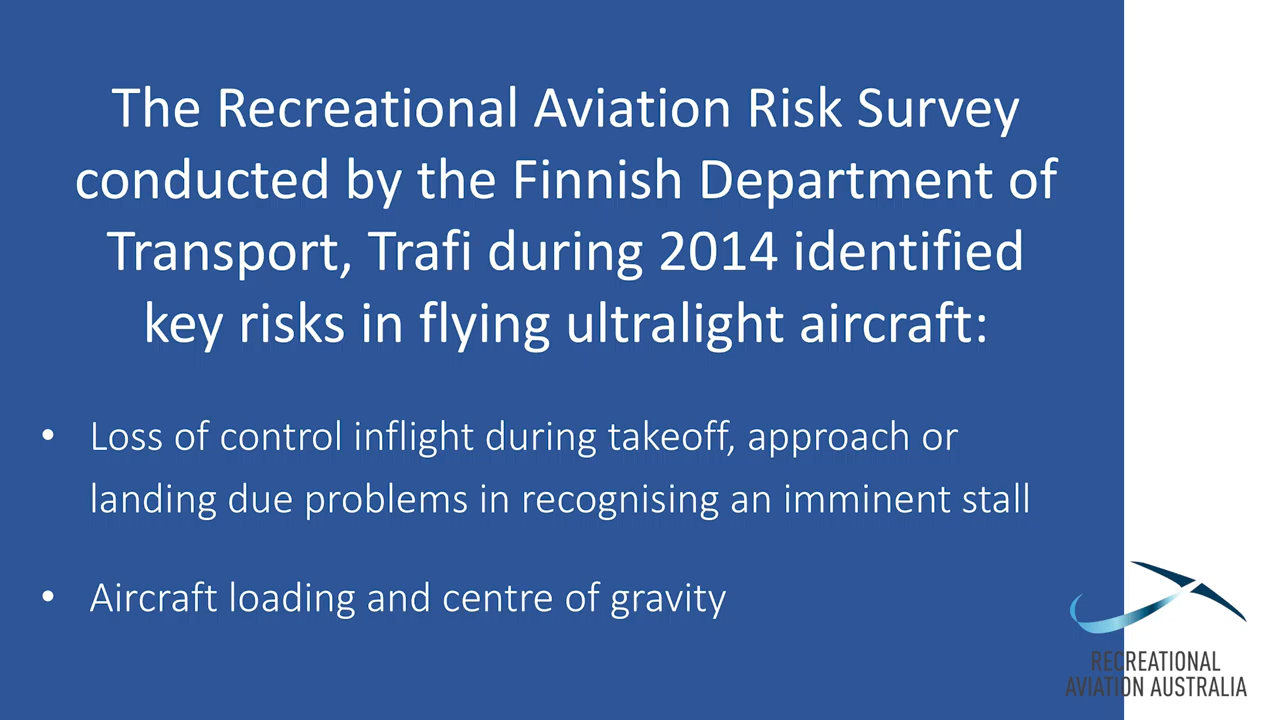 The Recreational Aviation Risk Survey
conducted by the Finnish Department of
Transport, Trafi during 2014 identified
key risks in flying ultralight aircraft:
• Loss of control inflight during takeoff, approach or
landing due problems in recognising an imminent stall
• Aircraft loading and centre of gravity
RECREATIONAL
AVIATION AUSTRALIA